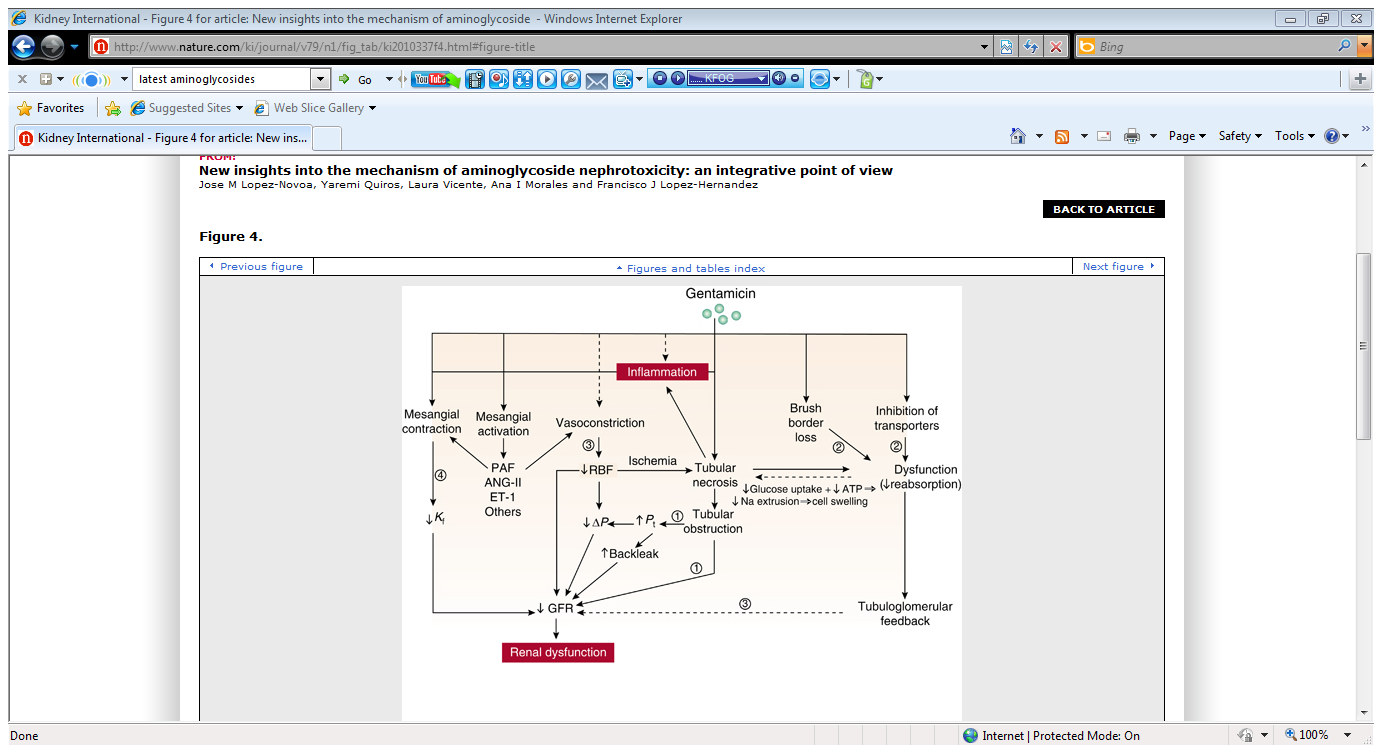 Kidney International - Figure 4 for article: New insights into the mechanism of aminoglycoside - Windows Internet Explorer
http://www.nature.com/ki/journal/v79/n1/fig_tab/ki2010337f4.html#figure-title
Bing
latest aminoglycosides
Go
You Tube
KFOG
Favorites
Suggested Sites
Web Slice Gallery
Kidney International - Figure 4 for article: New ins...
Page
Safety
Tools
FROM:
New insights into the mechanism of aminoglycoside nephrotoxicity: an integrative point of view
Jose M Lopez-Novoa, Yaremi Quiros, Laura Vicente, Ana I Morales and Francisco J Lopez-Hernandez
BACK TO ARTICLE
Figure 4.
Previous figure
Figures and tables index
Next figure
Gentamicin
Inflammation
Mesangial
contraction
Mesangial
activation
Vasoconstriction
Brush
border
loss
Inhibition of
transporters
③
②
②
④
PAF
ANG-II
ET-1
Others
↓RBF
Ischemia
Tubular
necrosis
Dysfunction
(↓reabsorption)
↓Glucose uptake + ↓ ATP ⇒
↓ Na extrusion⇒cell swelling
↓ Kf
↓ΔP
↑ Pt
①
Tubular
obstruction
↑Backleak
①
↓ GFR
③
Tubuloglomerular
feedback
Renal dysfunction
Done
Internet | Protected Mode: On
100%